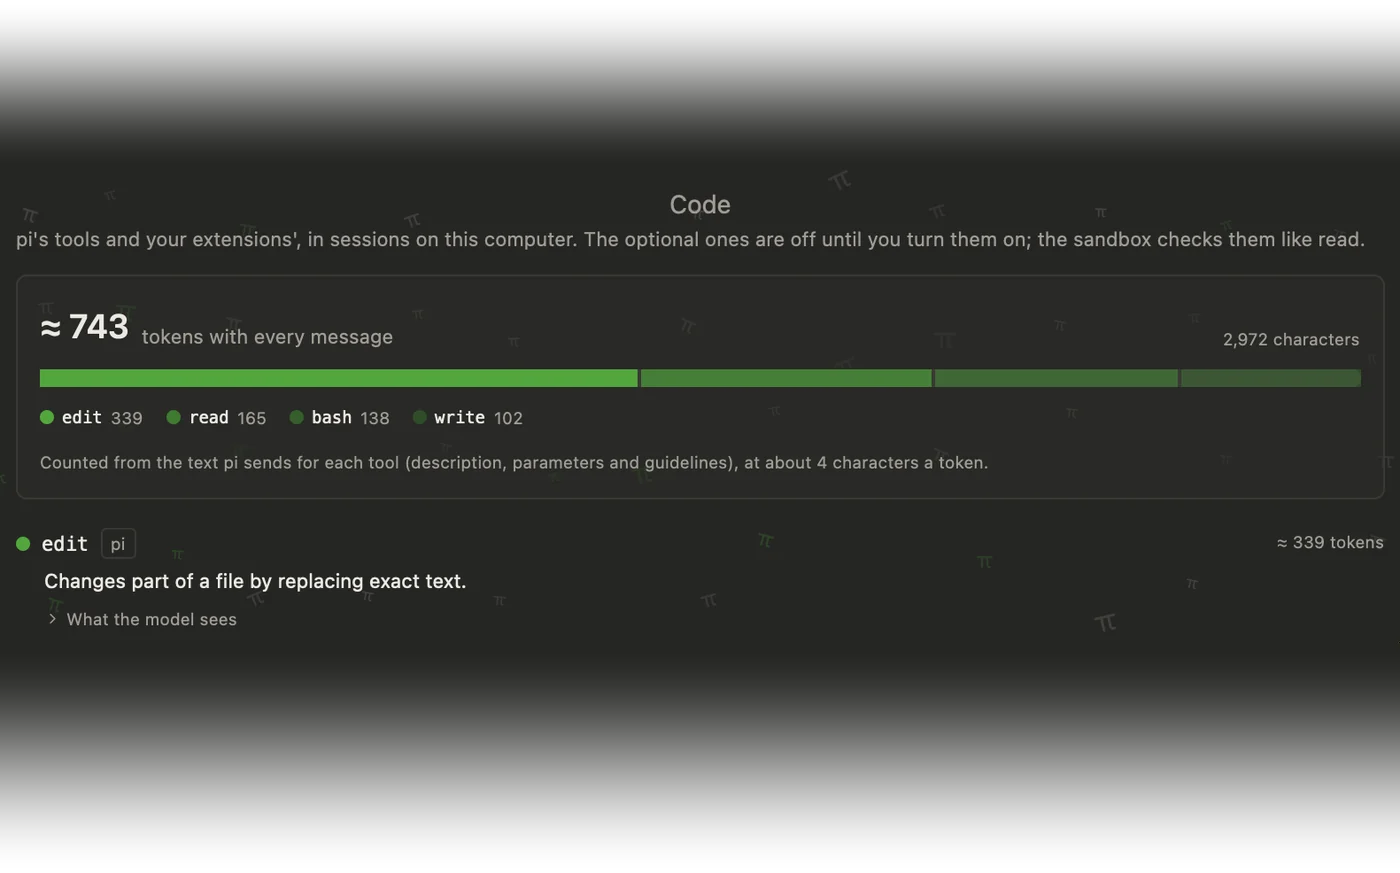 Code
pi's tools and your extensions', in sessions on this computer. The optional ones are off until you turn them on; the sandbox checks them like read.
≈ 743 tokens with every message
2,972 characters
edit 339 read 165 bash 138 write 102
Counted from the text pi sends for each tool (description, parameters and guidelines), at about 4 characters a token.
edit pi
≈ 339 tokens
Changes part of a file by replacing exact text.
> What the model sees